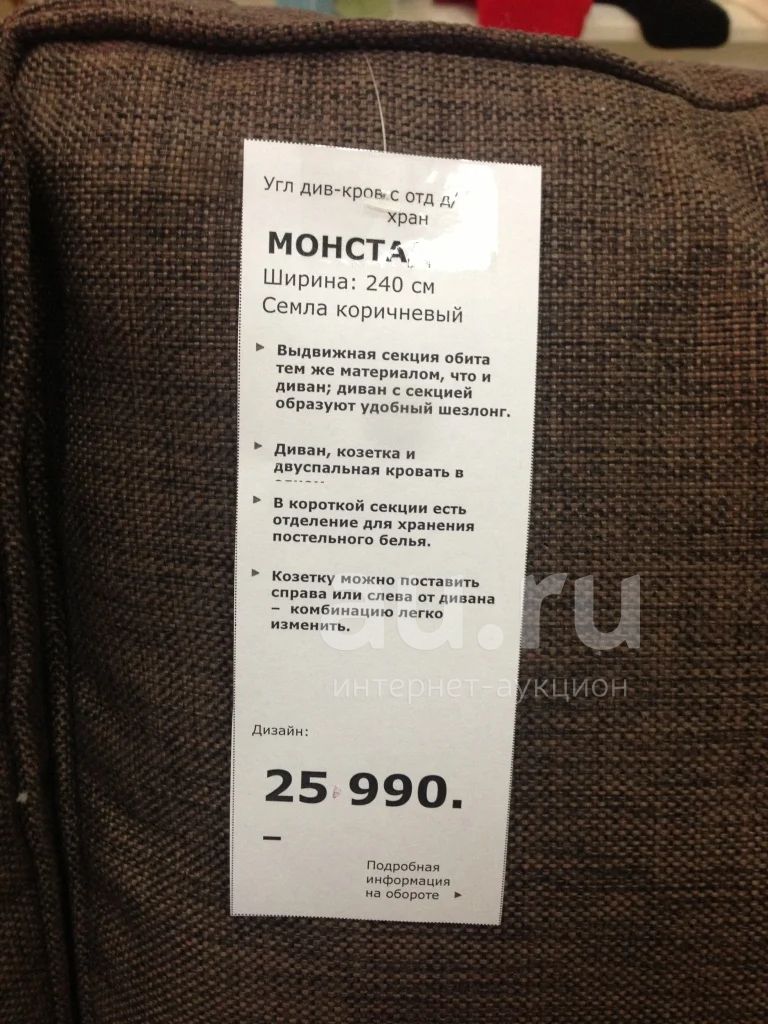 Угл див-кров с отд д/
хран
МОНСТА
Ширина: 240 см
Семла коричневый
▸ Выдвижная секция обита
тем же материалом, что и
диван; диван с секцией
образуют удобный шезлонг.
▸ Диван, козетка и
двуспальная кровать в
▸ В короткой секции есть
отделение для хранения
постельного белья.
▸ Козетку можно поставить
справа или слева от дивана
– комбинацию легко
изменить.
au.ru
интернет-аукцион
Дизайн:
25 990.
–
Подробная
информация
на обороте ▸